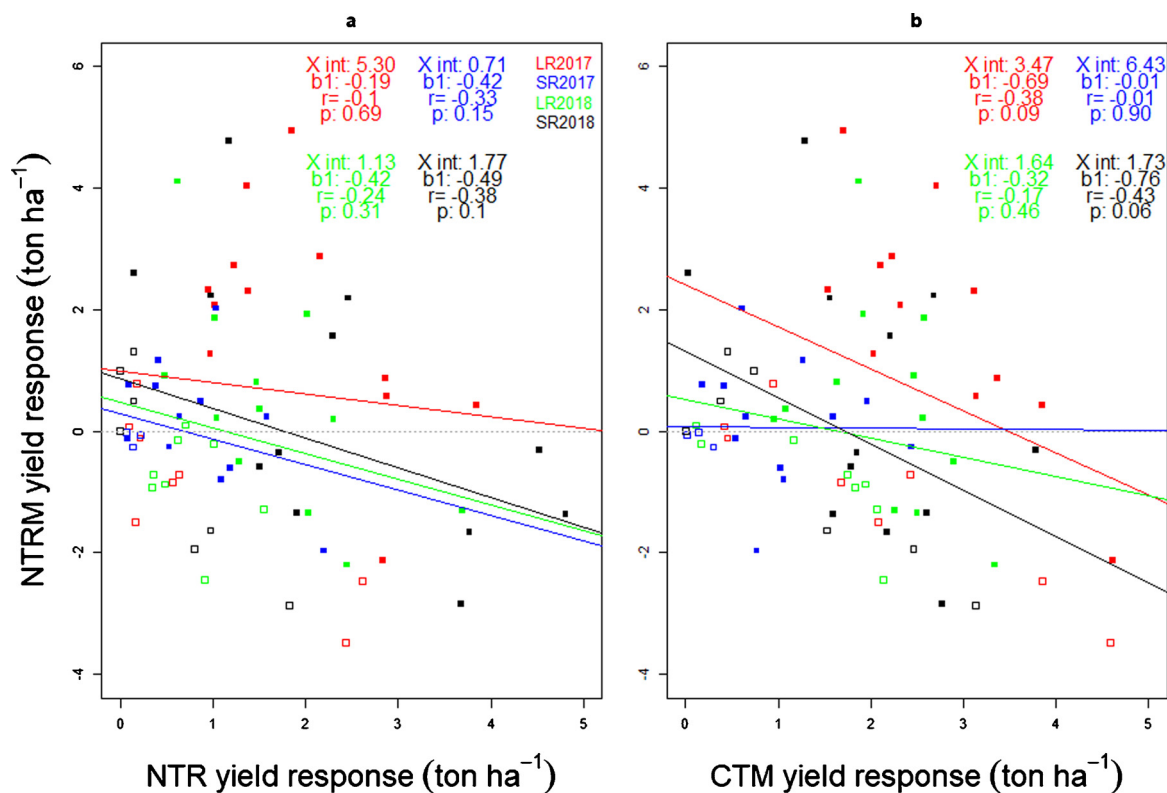 a
X int: 5.30
b1: -0.19
r= -0.1
p: 0.69
X int: 0.71
b1: -0.42
r= -0.33
p: 0.15
LR2017
SR2017
LR2018
SR2018
X int: 1.13
b1: -0.42
r= -0.24
p: 0.31
X int: 1.77
b1: -0.49
r= -0.38
p: 0.1
NTRM yield response (ton ha⁻¹)
6
4
2
0
-2
-4
0 1 2 3 4 5
NTR yield response (ton ha⁻¹)
b
X int: 3.47
b1: -0.69
r= -0.38
p: 0.09
X int: 6.43
b1: -0.01
r= -0.01
p: 0.90
X int: 1.64
b1: -0.32
r= -0.17
p: 0.46
X int: 1.73
b1: -0.76
r= -0.43
p: 0.06
6
4
2
0
-2
-4
0 1 2 3 4 5
CTM yield response (ton ha⁻¹)